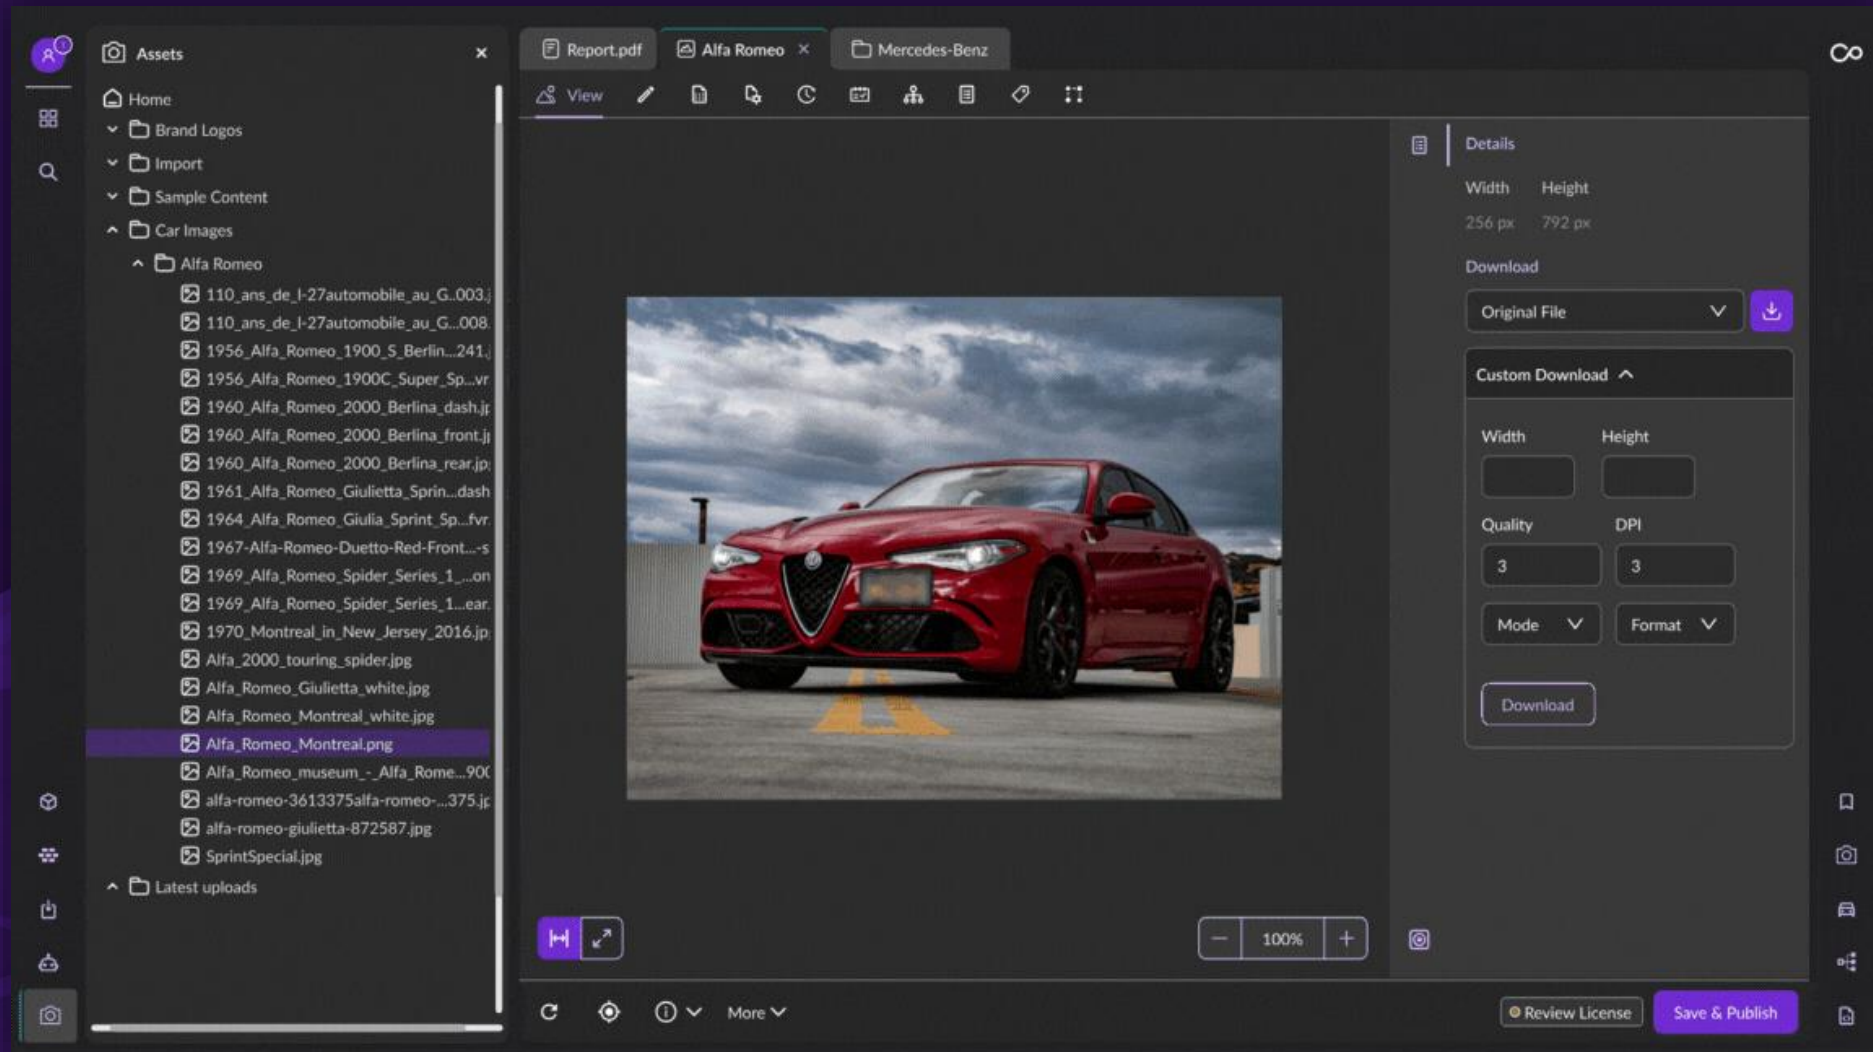 Assets
Home
Brand Logos
Import
Sample Content
Car Images
Alfa Romeo
110_ans_de_l-27automobile_au_G..003.j
110_ans_de_l-27automobile_au_G...008.
1956_Alfa_Romeo_1900_S_Berlin...241.j
1956_Alfa_Romeo_1900C_Super_Sp...vr
1960_Alfa_Romeo_2000_Berlina_dash.jp
1960_Alfa_Romeo_2000_Berlina_front.jp
1960_Alfa_Romeo_2000_Berlina_rear.jp
1961_Alfa_Romeo_Giulietta_Sprin...dash
1964_Alfa_Romeo_Giulia_Sprint_Sp...fvr.
1967-Alfa-Romeo-Duetto-Red-Front...-s
1969_Alfa_Romeo_Spider_Series_1_...on
1969_Alfa_Romeo_Spider_Series_1...ear.
1970_Montreal_in_New_Jersey_2016.jp
Alfa_2000_touring_spider.jpg
Alfa_Romeo_Giulietta_white.jpg
Alfa_Romeo_Montreal_white.jpg
Alfa_Romeo_Montreal.png
Alfa_Romeo_museum_-_Alfa_Rome...900
alfa-romeo-3613375alfa-romeo-...375.jp
alfa-romeo-giulietta-872587.jpg
SprintSpecial.jpg
Latest uploads
Report.pdf Alfa Romeo Mercedes-Benz
View
100%
Details
Width Height
256 px 792 px
Download
Original File
Custom Download
Width Height
Quality DPI
3 3
Mode Format
Download
More
Review License Save & Publish